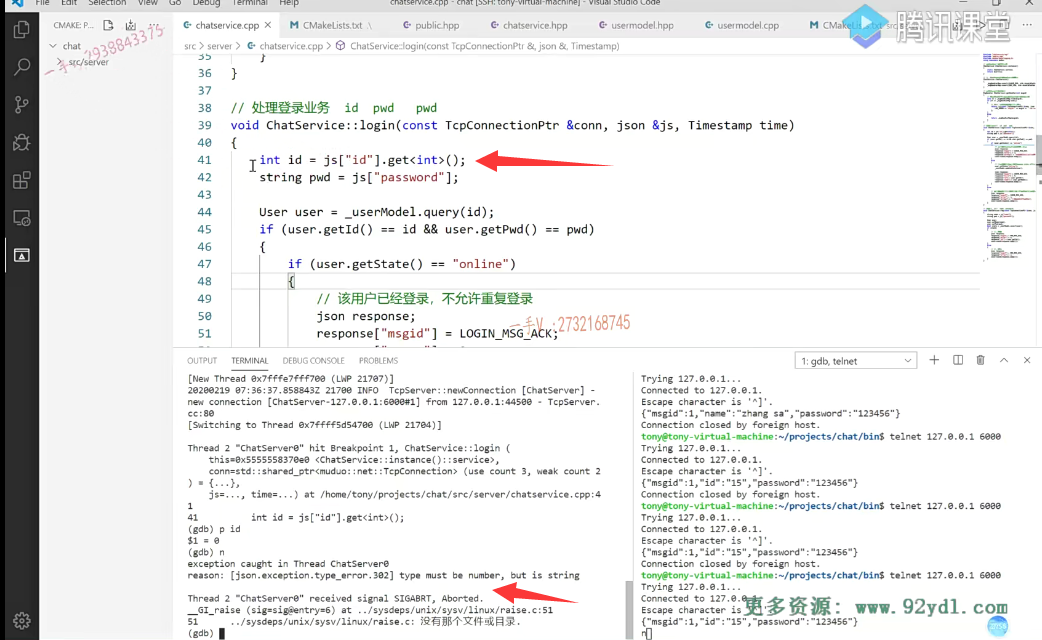 File Edit Selection View Go Debug Terminal Help
chatservice.cpp - chat [SSH: tony-virtual-machine] - Visual Studio Code
CMAKE: P...
chatservice.cpp × CMakeLists.txt .\ public.hpp chatservice.hpp usermodel.hpp usermodel.cpp CMakeLists.txt
腾讯课堂
chat
src/server
src > server > chatservice.cpp > ChatService::login(const TcpConnectionPtr &, json &, Timestamp)
一手 2938843375
35 }
36 }
37
38 // 处理登录业务 id pwd pwd
39 void ChatService::login(const TcpConnectionPtr &conn, json &js, Timestamp time)
40 {
41 int id = js["id"].get<int>();
42 string pwd = js["password"];
43
44 User user = _userModel.query(id);
45 if (user.getId() == id && user.getPwd() == pwd)
46 {
47 if (user.getState() == "online")
48 {
49 // 该用户已经登录，不允许重复登录
50 json response;
51 response["msgid"] = LOGIN_MSG_ACK;
一手V :2732168745
OUTPUT TERMINAL DEBUG CONSOLE PROBLEMS
1: gdb, telnet
[New Thread 0x7fffe7fff700 (LWP 21707)]
20200219 07:36:37.858843Z 21700 INFO TcpServer::newConnection [ChatServer] -
new connection [ChatServer-127.0.0.1:6000#1] from 127.0.0.1:44500 - TcpServer.
cc:80
[Switching to Thread 0x7ffff5d54700 (LWP 21704)]
Thread 2 "ChatServer0" hit Breakpoint 1, ChatService::login (
this=0x5555558370e0 <ChatService::instance()::service>,
conn=std::shared_ptr<muduo::net::TcpConnection> (use count 3, weak count 2
) = {...},
js=..., time=...) at /home/tony/projects/chat/src/server/chatservice.cpp:4
1
41 int id = js["id"].get<int>();
(gdb) p id
$1 = 0
(gdb) n
exception caught in Thread ChatServer0
reason: [json.exception.type_error.302] type must be number, but is string
Thread 2 "ChatServer0" received signal SIGABRT, Aborted.
__GI_raise (sig=sig@entry=6) at ../sysdeps/unix/sysv/linux/raise.c:51
51 ../sysdeps/unix/sysv/linux/raise.c: 没有那个文件或目录.
(gdb)
Trying 127.0.0.1...
Connected to 127.0.0.1.
Escape character is '^]'.
{"msgid":1,"name":"zhang sa","password":"123456"}
Connection closed by foreign host.
tony@tony-virtual-machine:~/projects/chat/bin$ telnet 127.0.0.1 6000
Trying 127.0.0.1...
Connected to 127.0.0.1.
Escape character is '^]'.
{"msgid":1,"id":"15","password":"123456"}
Connection closed by foreign host.
tony@tony-virtual-machine:~/projects/chat/bin$ telnet 127.0.0.1 6000
Trying 127.0.0.1...
Connected to 127.0.0.1.
Escape character is '^]'.
{"msgid":1,"id":"15","password":"123456"}
Connection closed by foreign host.
tony@tony-virtual-machine:~/projects/chat/bin$ telnet 127.0.0.1 6000
Trying 127.0.0.1...
Connected to 127.0.0.1.
Escape character is '^]'.
{"msgid":1,"id":"15","password":"123456"}
n
更多资源: www.92ydl.com